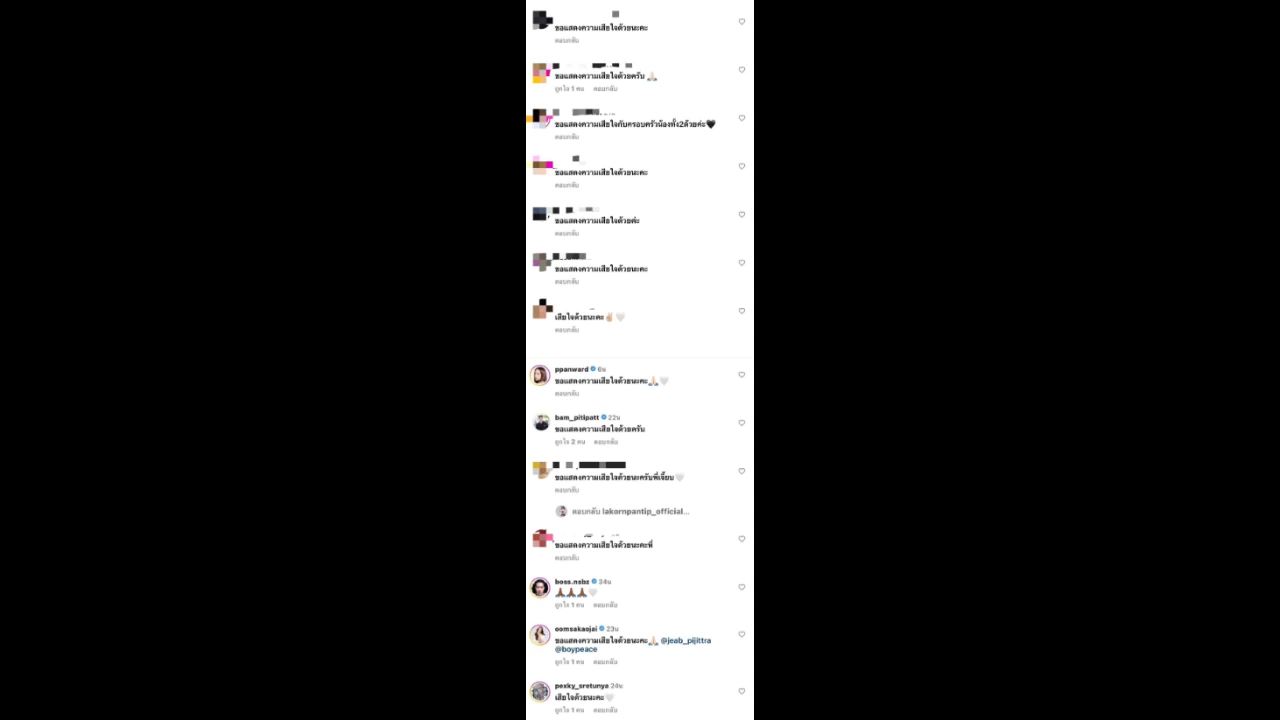 ขอแสดงความเสียใจด้วยนะคะ
ตอบกลับ
ขอแสดงความเสียใจด้วยครับ 🙏🏻
ถูกใจ 1 คน ตอบกลับ
ขอแสดงความเสียใจกับครอบครัวน้องทั้ง2ด้วยค่ะ🖤
ตอบกลับ
ขอแสดงความเสียใจด้วยนะคะ
ตอบกลับ
ขอแสดงความเสียใจด้วยค่ะ
ตอบกลับ
ขอแสดงความเสียใจด้วยนะคะ
ตอบกลับ
เสียใจด้วยนะคะ✌🏻🤍
ตอบกลับ
ppanward 6น
ขอแสดงความเสียใจด้วยนะคะ🙏🏻🤍
ตอบกลับ
bam_pitipatt 22น
ขอแสดงความเสียใจด้วยครับ
ถูกใจ 2 คน ตอบกลับ
ขอแสดงความเสียใจด้วยนะครับพี่เจี๊ยบ🤍
ตอบกลับ
ตอบกลับ lakornpantip_official...
ขอแสดงความเสียใจด้วยนะคะพี่
ตอบกลับ
boss.nsbz 34น
🙏🏾🙏🏾🙏🏾🤍
ถูกใจ 1 คน ตอบกลับ
oomsakaojai 23น
ขอแสดงความเสียใจด้วยนะคะ🙏🏻 @jeab_pijittra
@boypeace
ถูกใจ 1 คน ตอบกลับ
pexky_sretunya 24น
เสียใจด้วยนะคะ🤍
ถูกใจ 1 คน ตอบกลับ